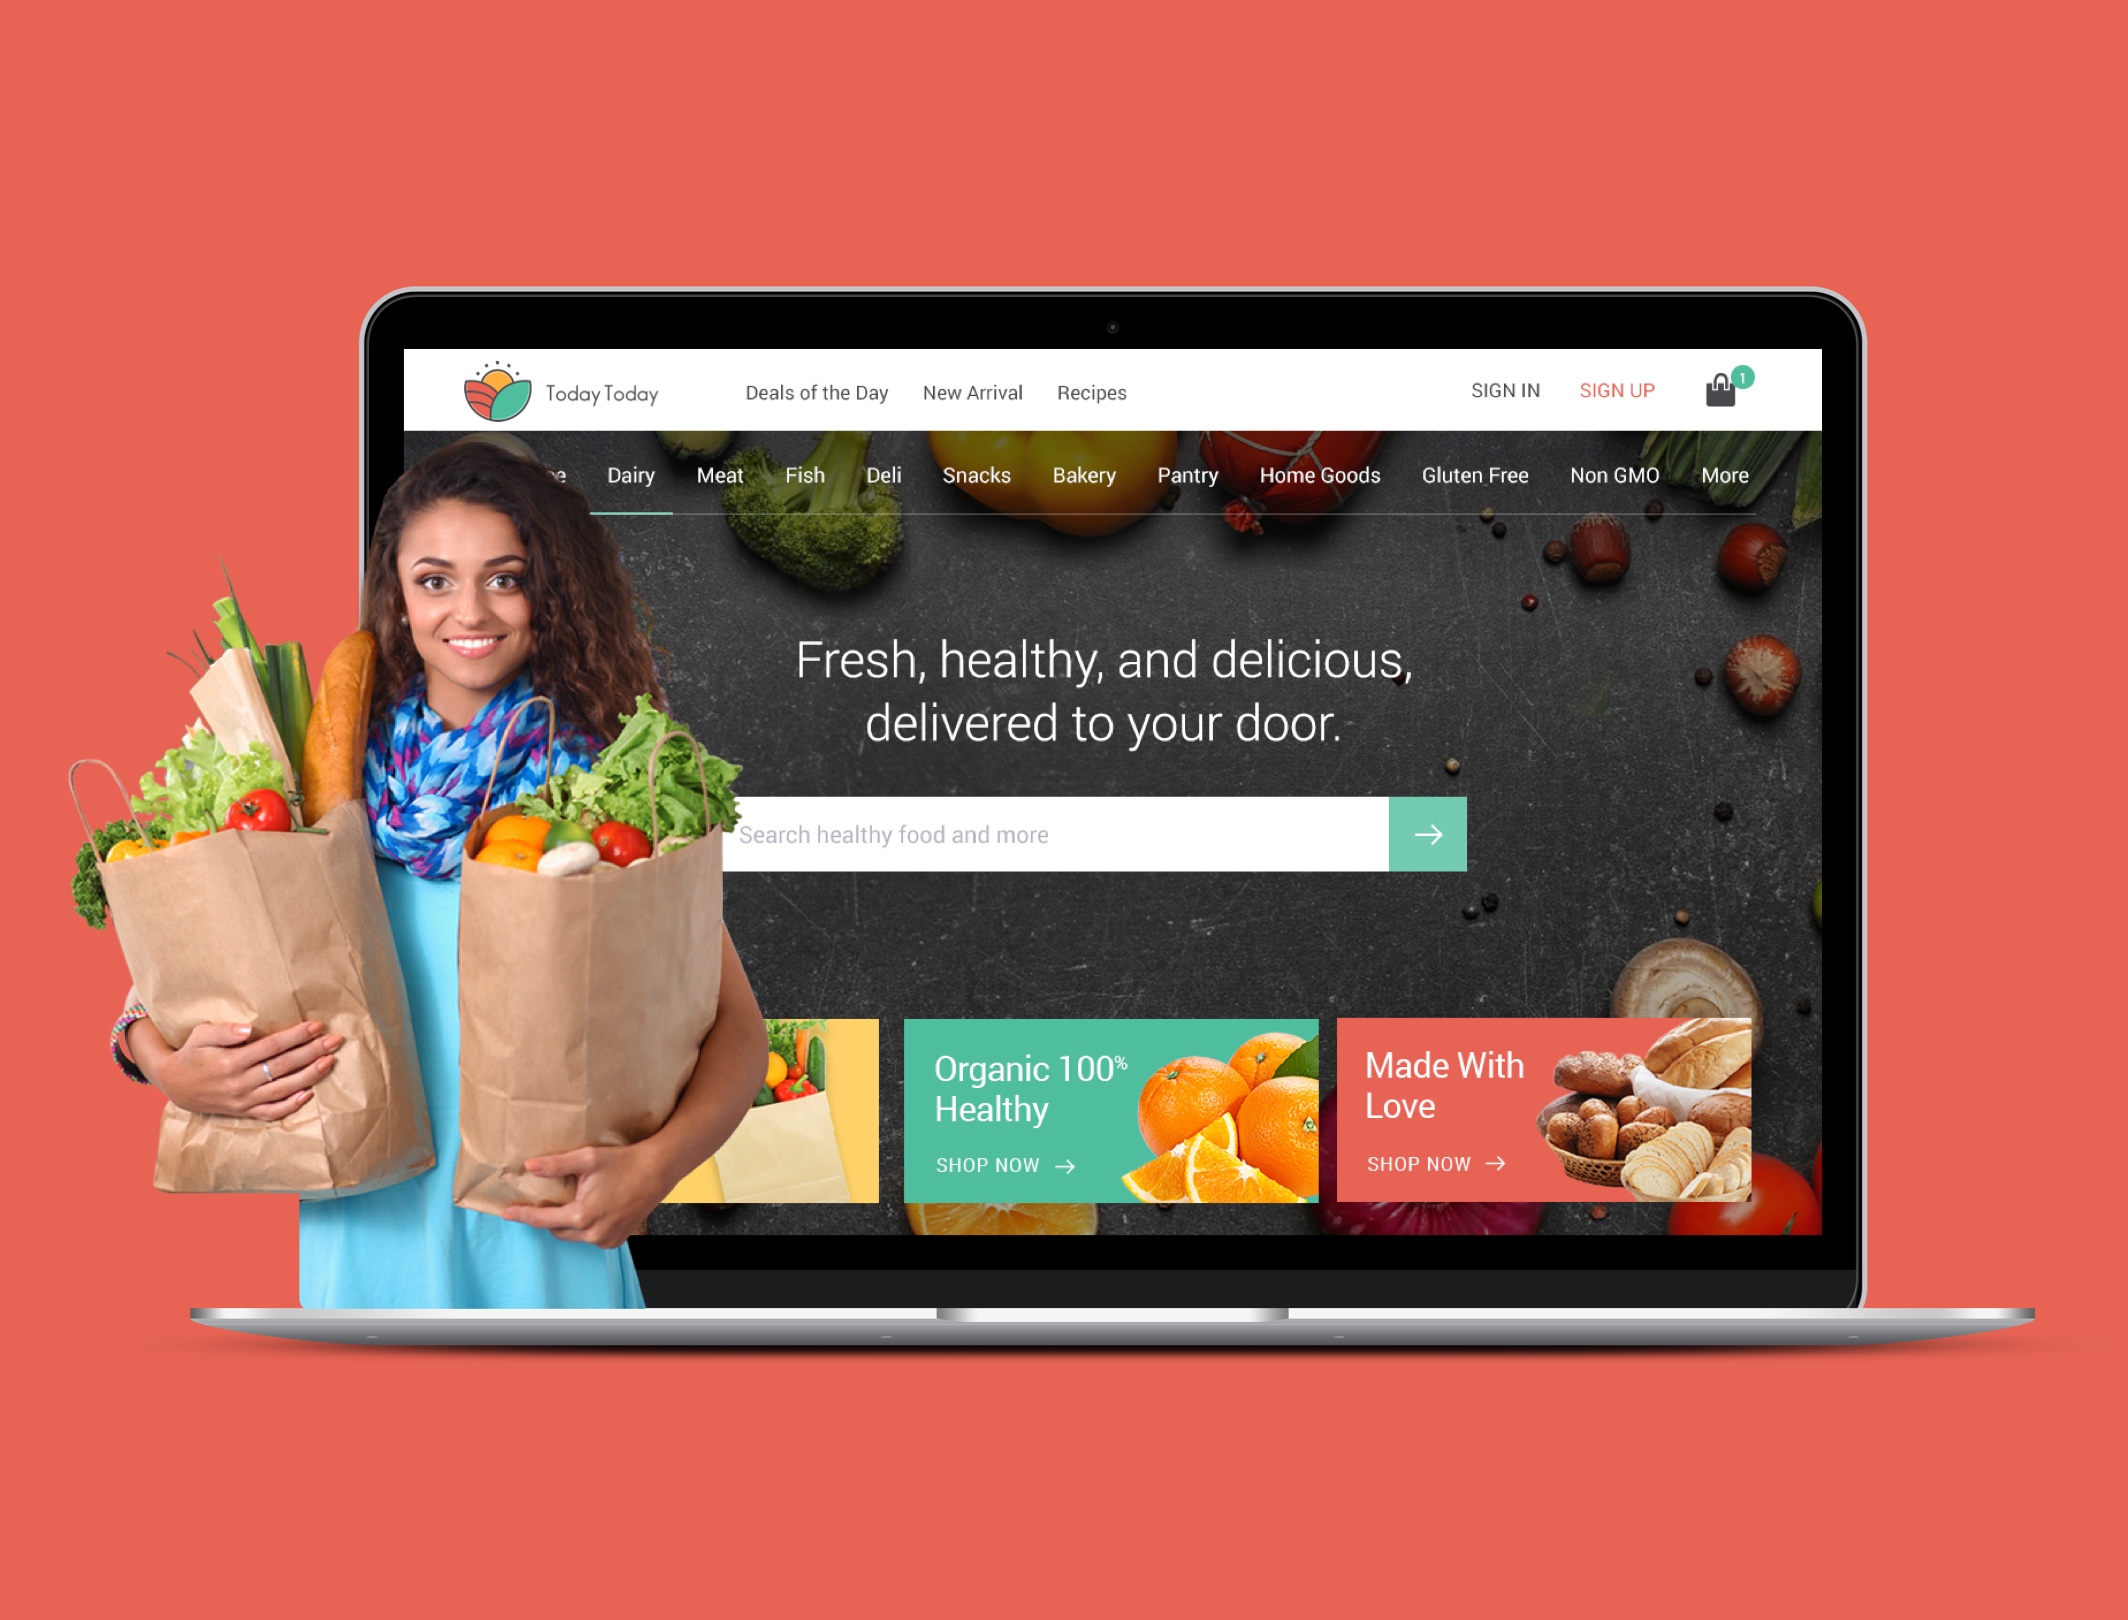 Today Today
Deals of the Day New Arrival Recipes
SIGN IN SIGN UP 1
Dairy Meat Fish Deli Snacks Bakery Pantry Home Goods Gluten Free Non GMO More
Fresh, healthy, and delicious,
delivered to your door.
Search healthy food and more
Organic 100%
Healthy
SHOP NOW →
Made With
Love
SHOP NOW →